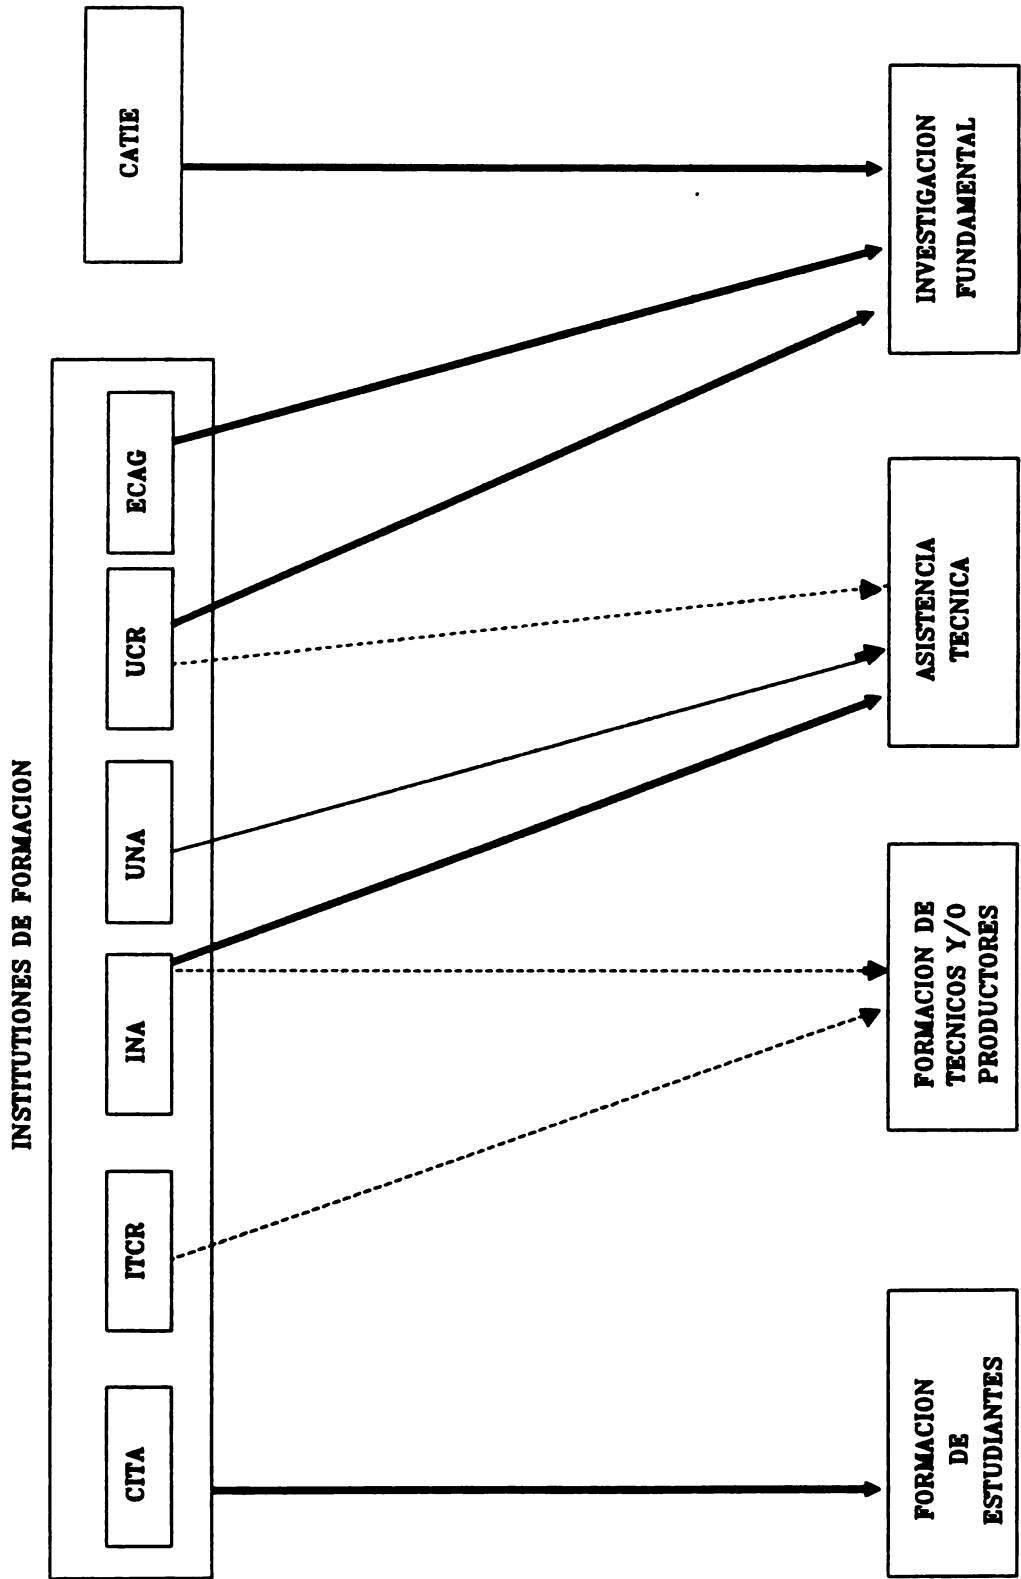 INSTITUTIONES DE FORMACION
CITA
ITCR
INA
UNA
UCR
ECAG
CATIE
FORMACION
DE
ESTUDIANTES
FORMACION DE
TECNICOS Y/O
PRODUCTORES
ASISTENCIA
TECNICA
INVESTIGACION
FUNDAMENTAL